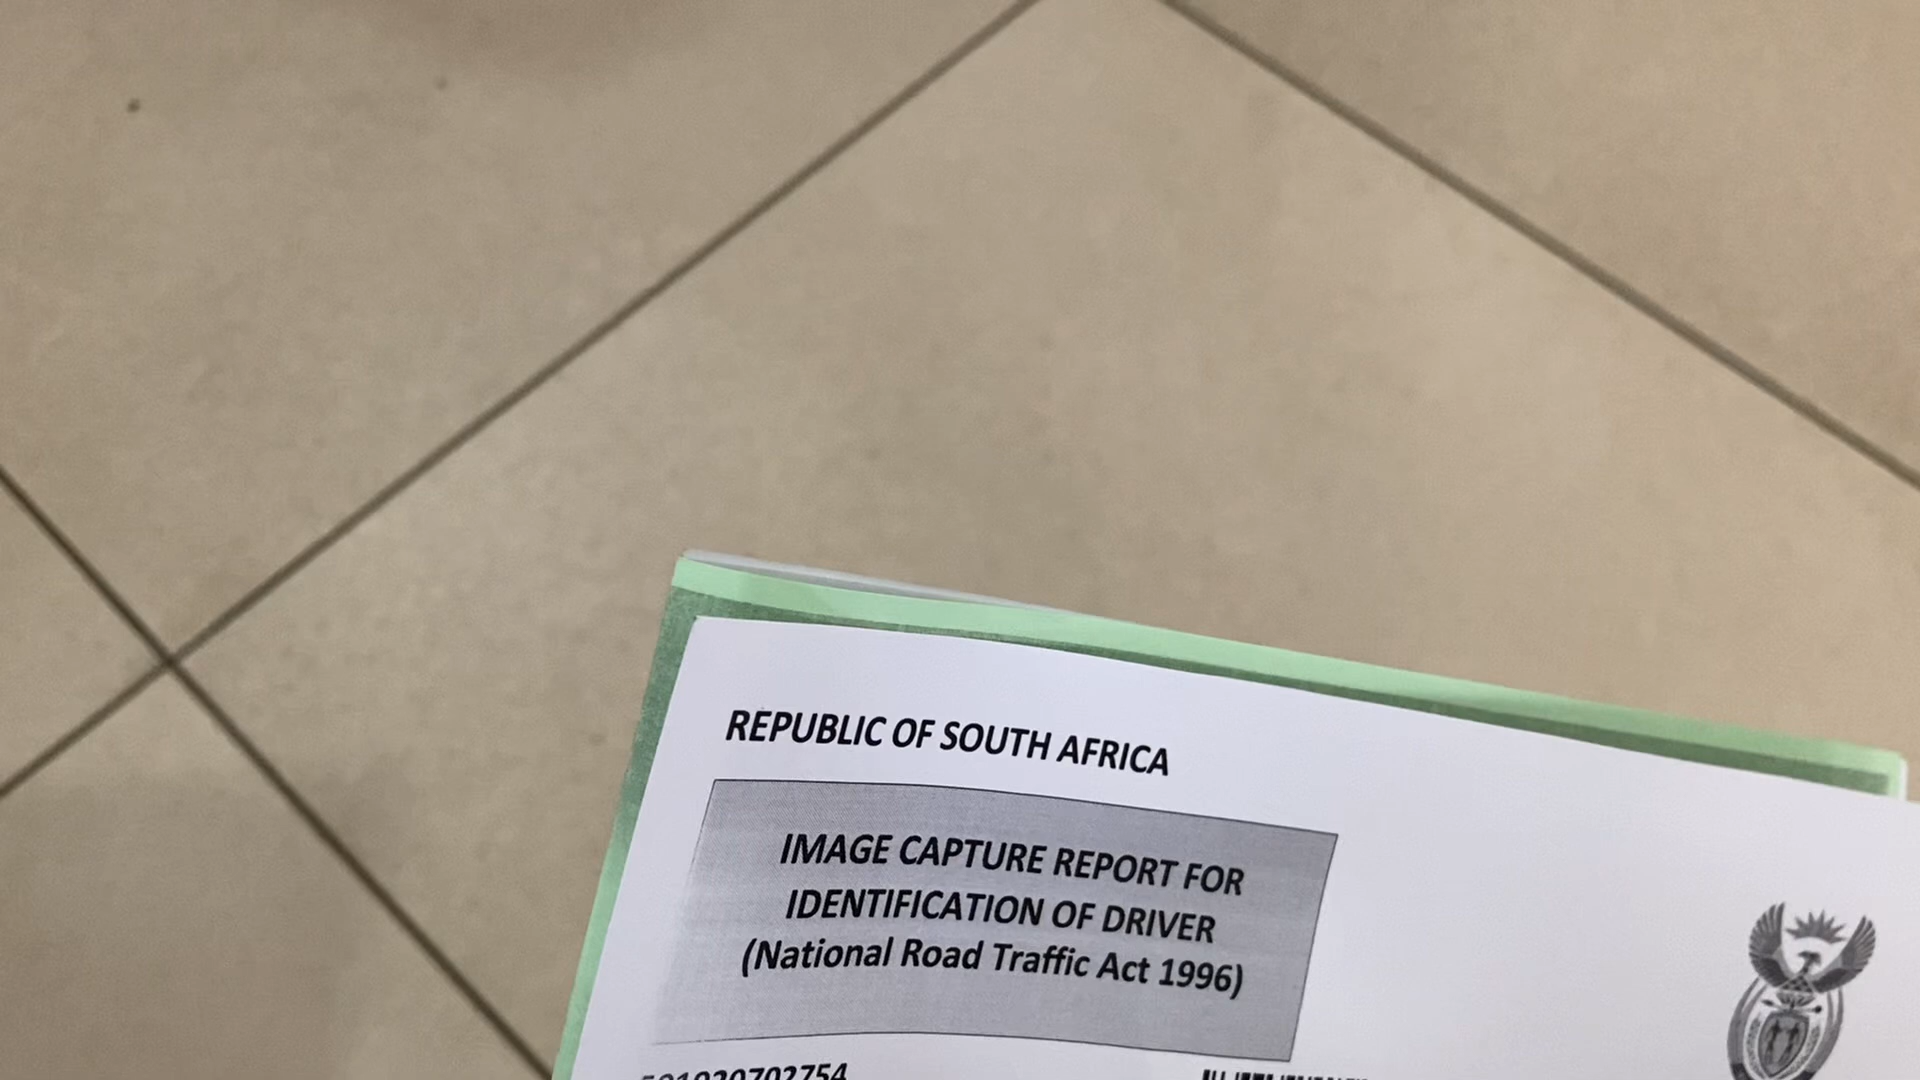 REPUBLIC OF SOUTH AFRICA
IMAGE CAPTURE REPORT FOR
IDENTIFICATION OF DRIVER
(National Road Traffic Act 1996)